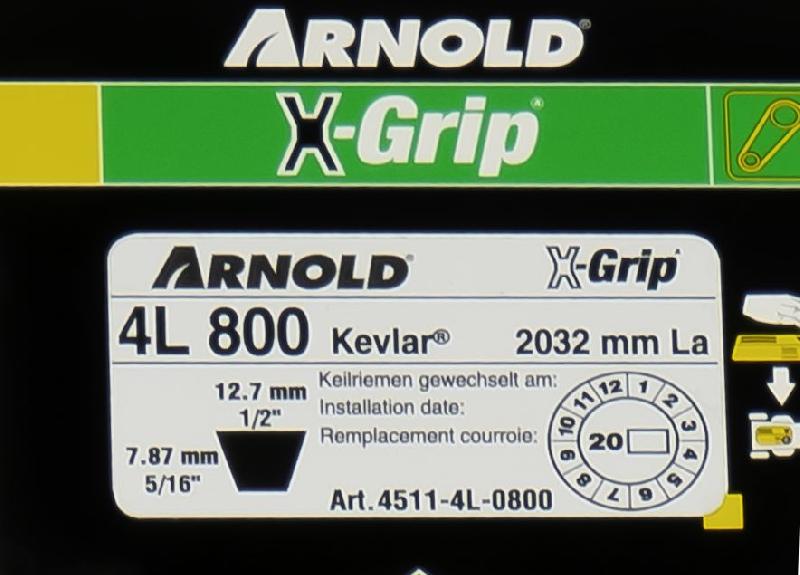 ARNOLD®
X-Grip®
ARNOLD®
X-Grip
4L 800 Kevlar® 2032 mm La
12.7 mm
1/2"
7.87 mm
5/16"
Keilriemen gewechselt am:
Installation date:
Remplacement courroie:
12 1 2 3 4 5 6 7 8 9 10 11
20
Art. 4511-4L-0800